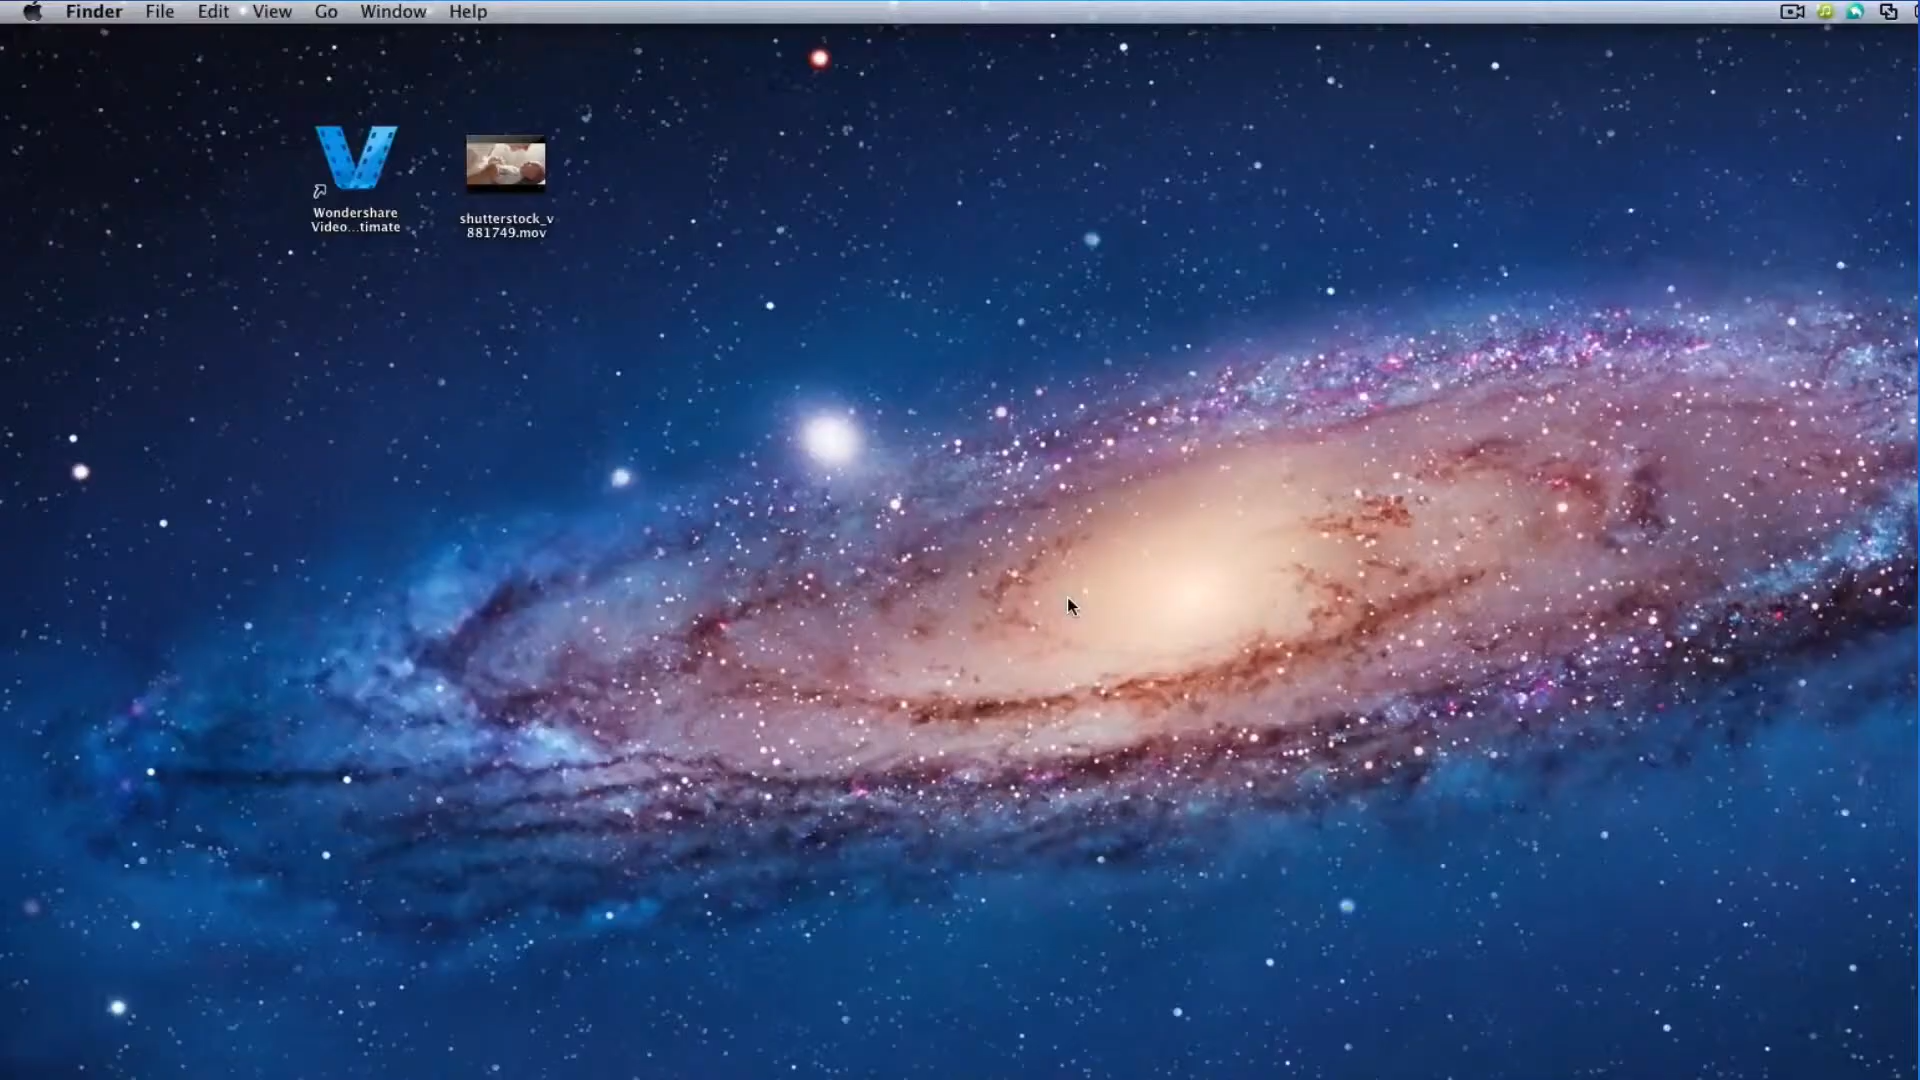 Finder File Edit View Go Window Help
Wondershare
Video...timate
shutterstock_v
881749.mov